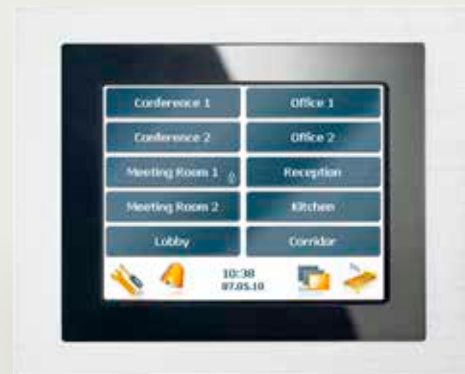 Conference 1
Office 1
Conference 2
Office 2
Meeting Room 1
Reception
Meeting Room 2
Kitchen
Lobby
Corridor
10:38
07.05.10